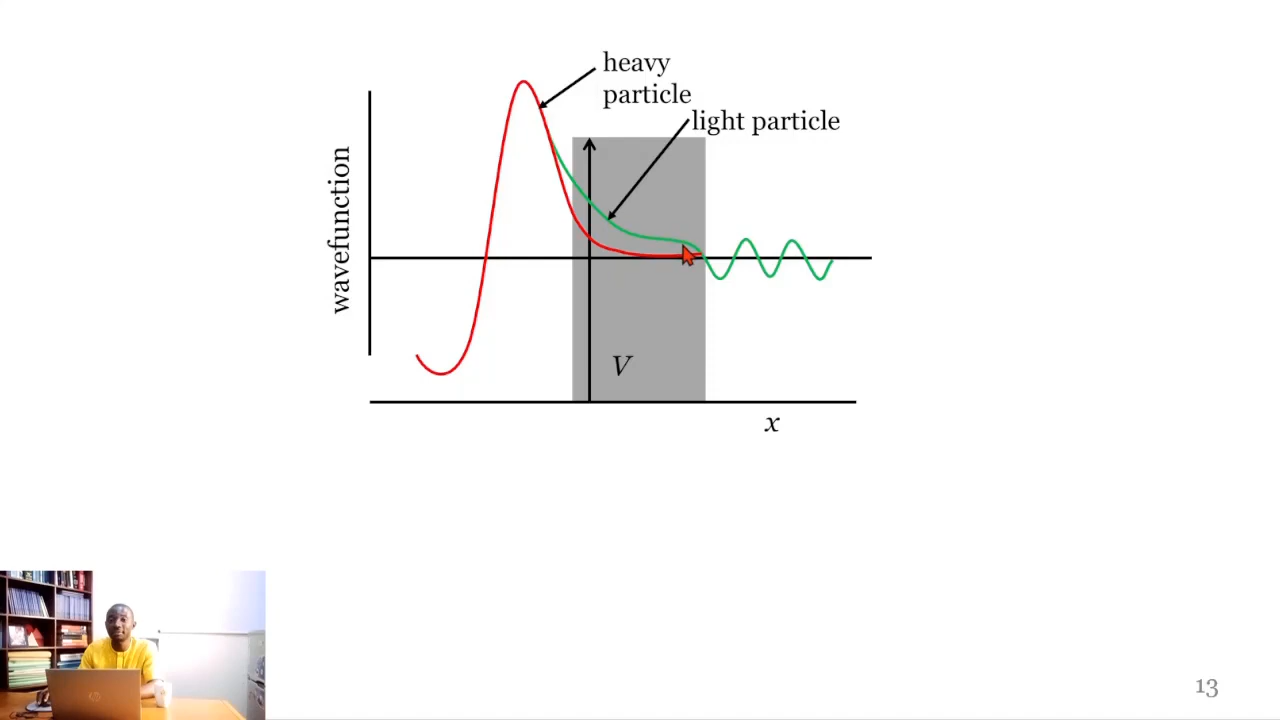 heavy
particle
light particle
wavefunction
V
x
13